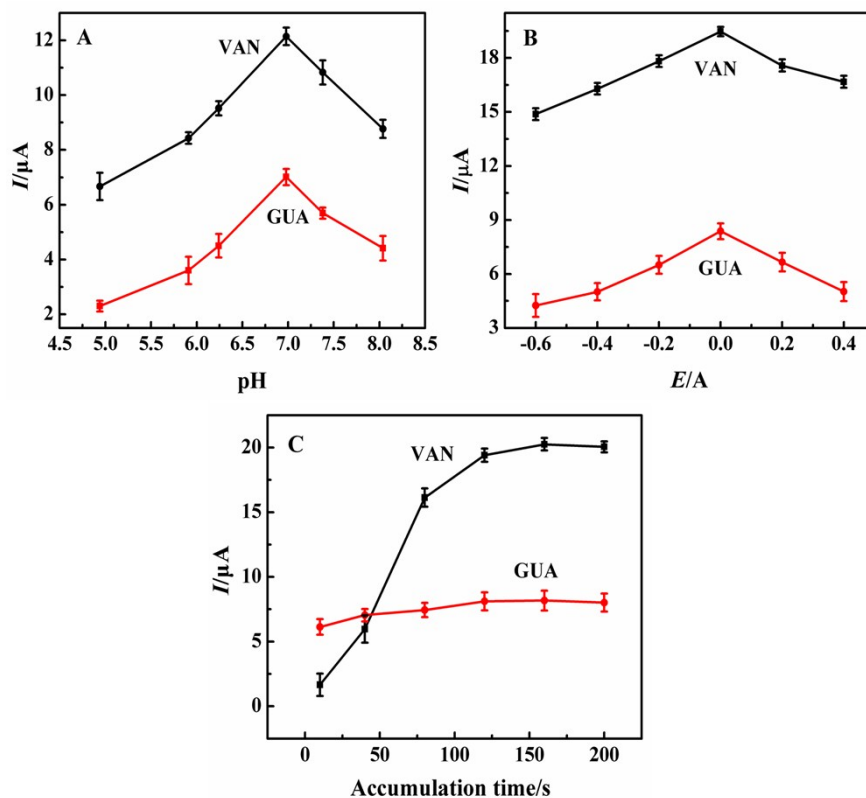 A
VAN
GUA
I/µA
12
10
8
6
4
2
4.5 5.0 5.5 6.0 6.5 7.0 7.5 8.0 8.5
pH
B
VAN
GUA
I/µA
18
15
12
9
6
3
-0.6 -0.4 -0.2 0.0 0.2 0.4
E/A
C
VAN
GUA
I/µA
20
15
10
5
0
0 50 100 150 200
Accumulation time/s